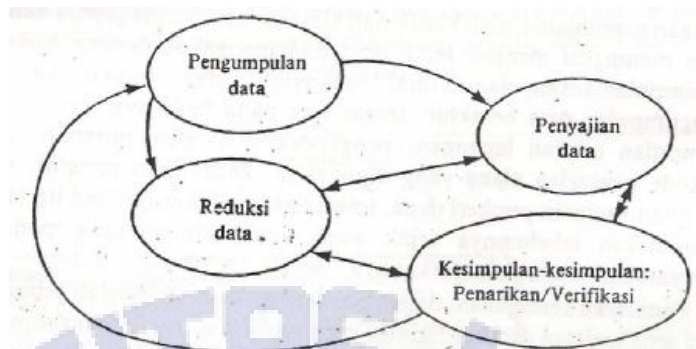 Pengumpulan
data
Penyajian
data
Reduksi
data
Kesimpulan-kesimpulan:
Penarikan/Verifikasi